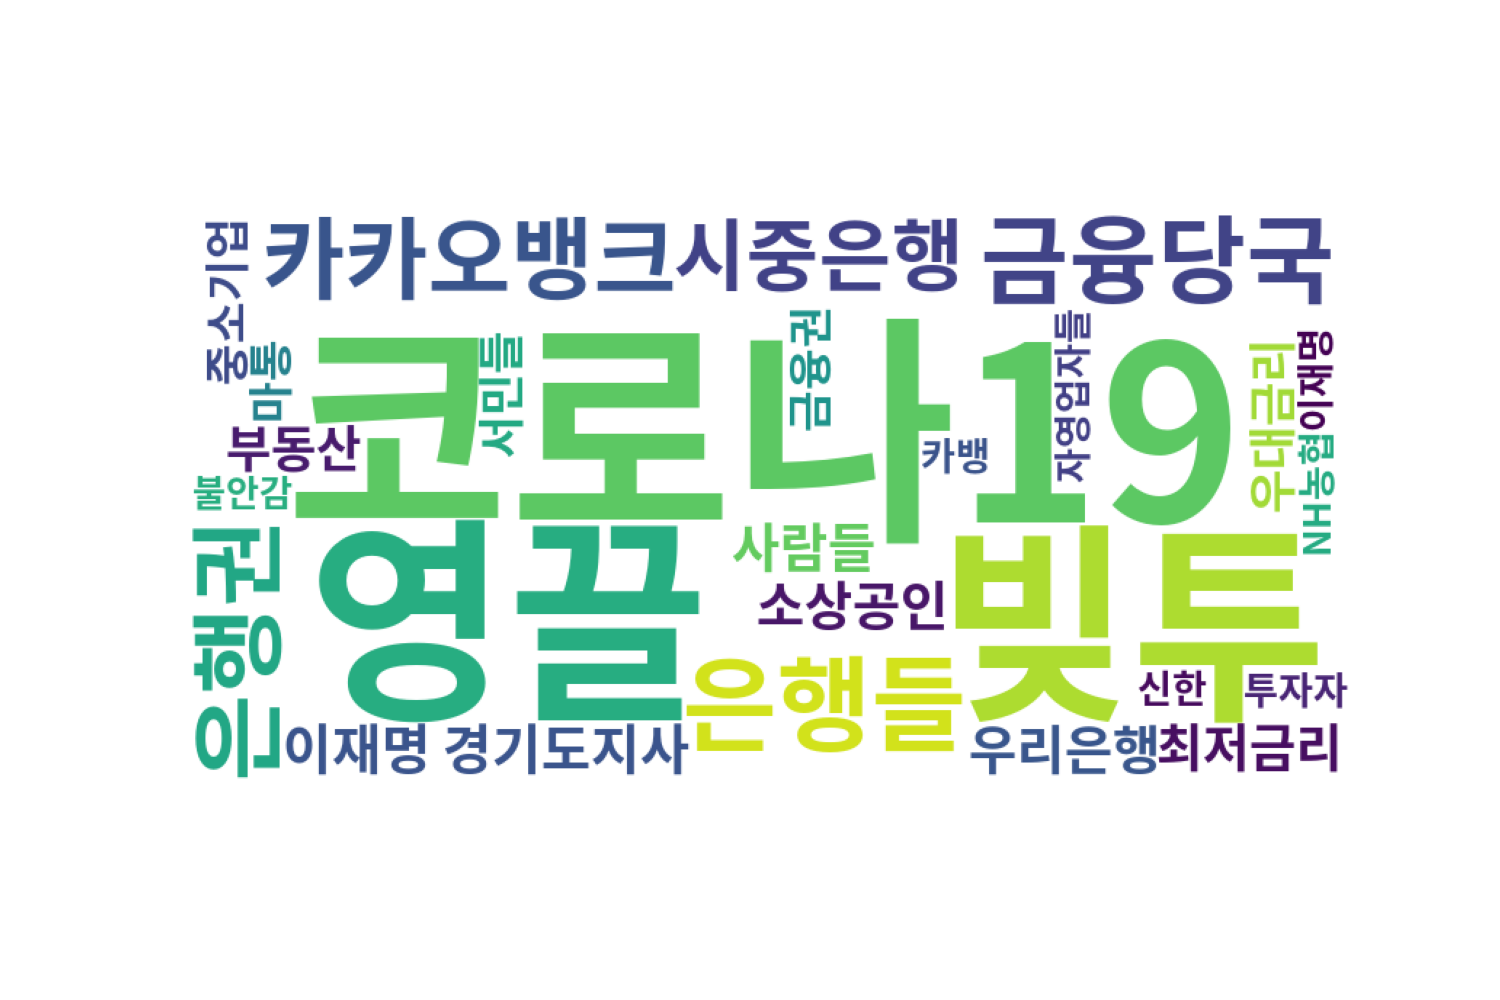 중소기업
카카오뱅크
시중은행
금융당국
마통
코로나19
서민들
금융권
자영업자들
우대금리
이재명
부동산
카뱅
NH농협
불안감
은행권
영끌
사람들
빚투
소상공인
은행들
신한
투자자
이재명 경기도지사
우리은행
최저금리